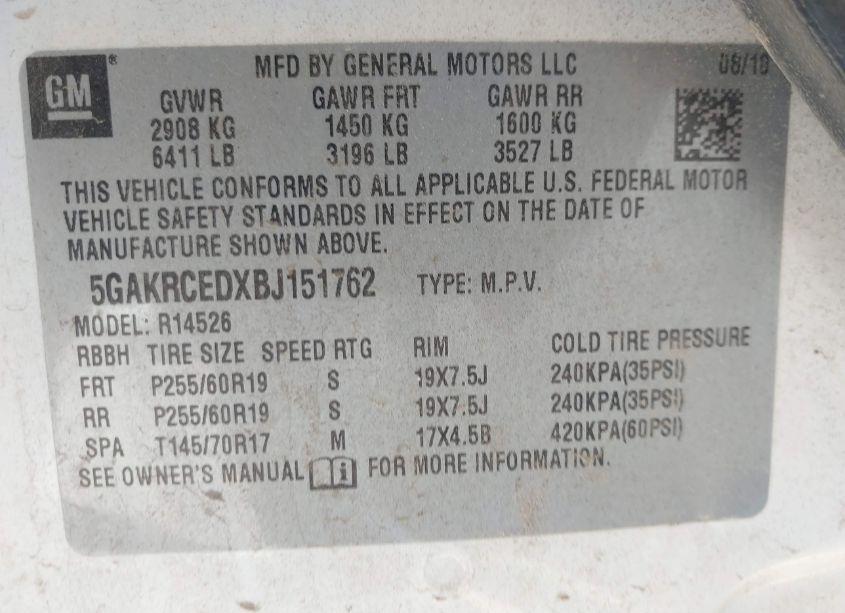 GM
MFD BY GENERAL MOTORS LLC 08/10
GVWR GAWR FRT GAWR RR
2908 KG 1450 KG 1600 KG
6411 LB 3196 LB 3527 LB
THIS VEHICLE CONFORMS TO ALL APPLICABLE U.S. FEDERAL MOTOR
VEHICLE SAFETY STANDARDS IN EFFECT ON THE DATE OF
MANUFACTURE SHOWN ABOVE.
5GAKRCEDXBJ151762 TYPE: M.P.V.
MODEL: R14526
RBBH TIRE SIZE SPEED RTG RIM COLD TIRE PRESSURE
FRT P255/60R19 S 19X7.5J 240KPA(35PSI)
RR P255/60R19 S 19X7.5J 240KPA(35PSI)
SPA T145/70R17 M 17X4.5B 420KPA(60PSI)
SEE OWNER'S MANUAL FOR MORE INFORMATION.